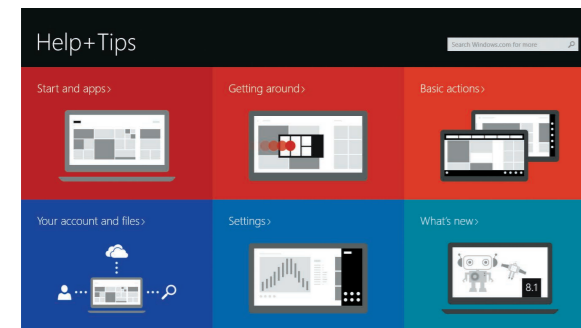 Help+Tips
Search Windows.com for more
Start and apps>
Getting around>
Basic actions>
Your account and files>
Settings>
What's new>
8.1